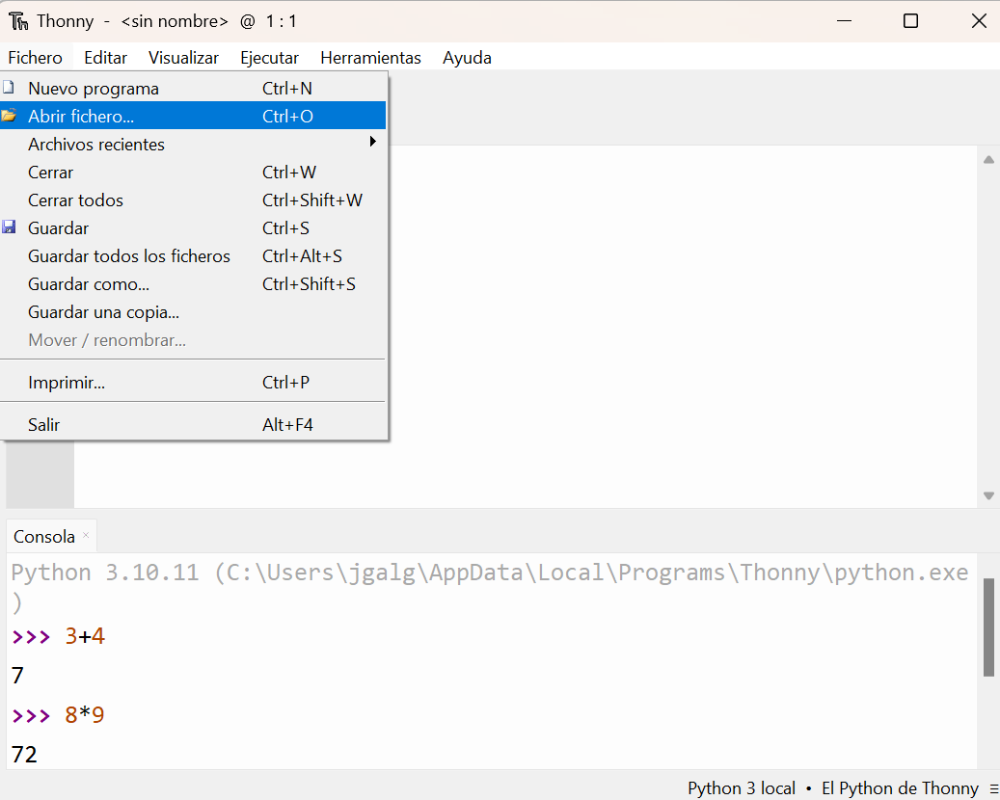 Thonny - <sin nombre> @ 1 : 1
Fichero Editar Visualizar Ejecutar Herramientas Ayuda
Nuevo programa Ctrl+N
Abrir fichero... Ctrl+O
Archivos recientes
Cerrar Ctrl+W
Cerrar todos Ctrl+Shift+W
Guardar Ctrl+S
Guardar todos los ficheros Ctrl+Alt+S
Guardar como... Ctrl+Shift+S
Guardar una copia...
Mover / renombrar...
Imprimir... Ctrl+P
Salir Alt+F4
Consola
Python 3.10.11 (C:\Users\jgalg\AppData\Local\Programs\Thonny\python.exe
)
>>> 3+4
7
>>> 8*9
72
Python 3 local • El Python de Thonny